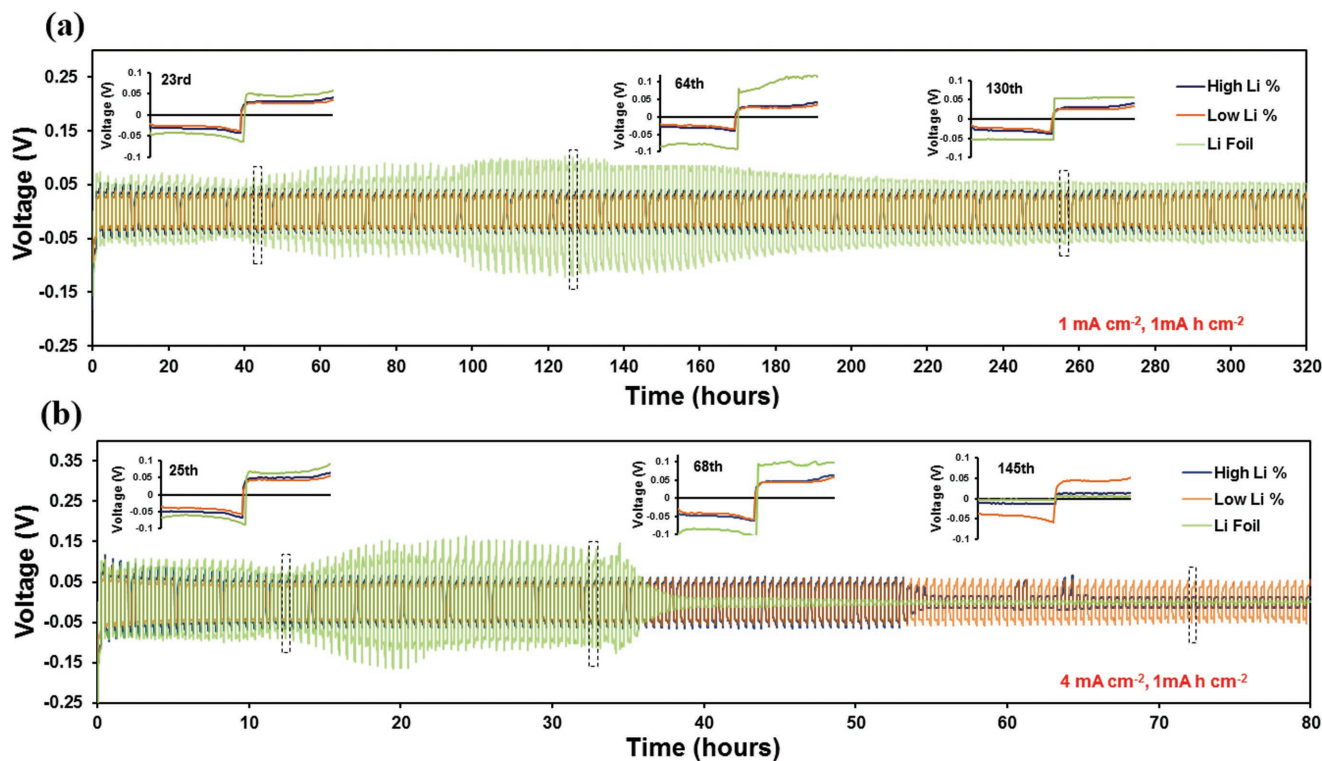 (a)
0.25
0.15
0.05
-0.05
-0.15
-0.25
Voltage (V)
23rd
Voltage (V)
0.1
0.05
0
-0.05
-0.1
64th
Voltage (V)
0.1
0.05
0
-0.05
-0.1
130th
Voltage (V)
0.1
0.05
0
-0.05
-0.1
High Li %
Low Li %
Li Foil
1 mA cm-2, 1mA h cm-2
0 20 40 60 80 100 120 140 160 180 200 220 240 260 280 300 320
Time (hours)
(b)
0.35
0.25
0.15
0.05
-0.05
-0.15
-0.25
Voltage (V)
25th
Voltage (V)
0.1
0.05
0
-0.05
-0.1
68th
Voltage (V)
0.1
0.05
0
-0.05
-0.1
145th
Voltage (V)
0.1
0.05
0
-0.05
-0.1
High Li %
Low Li %
Li Foil
4 mA cm-2, 1mA h cm-2
0 10 20 30 40 50 60 70 80
Time (hours)